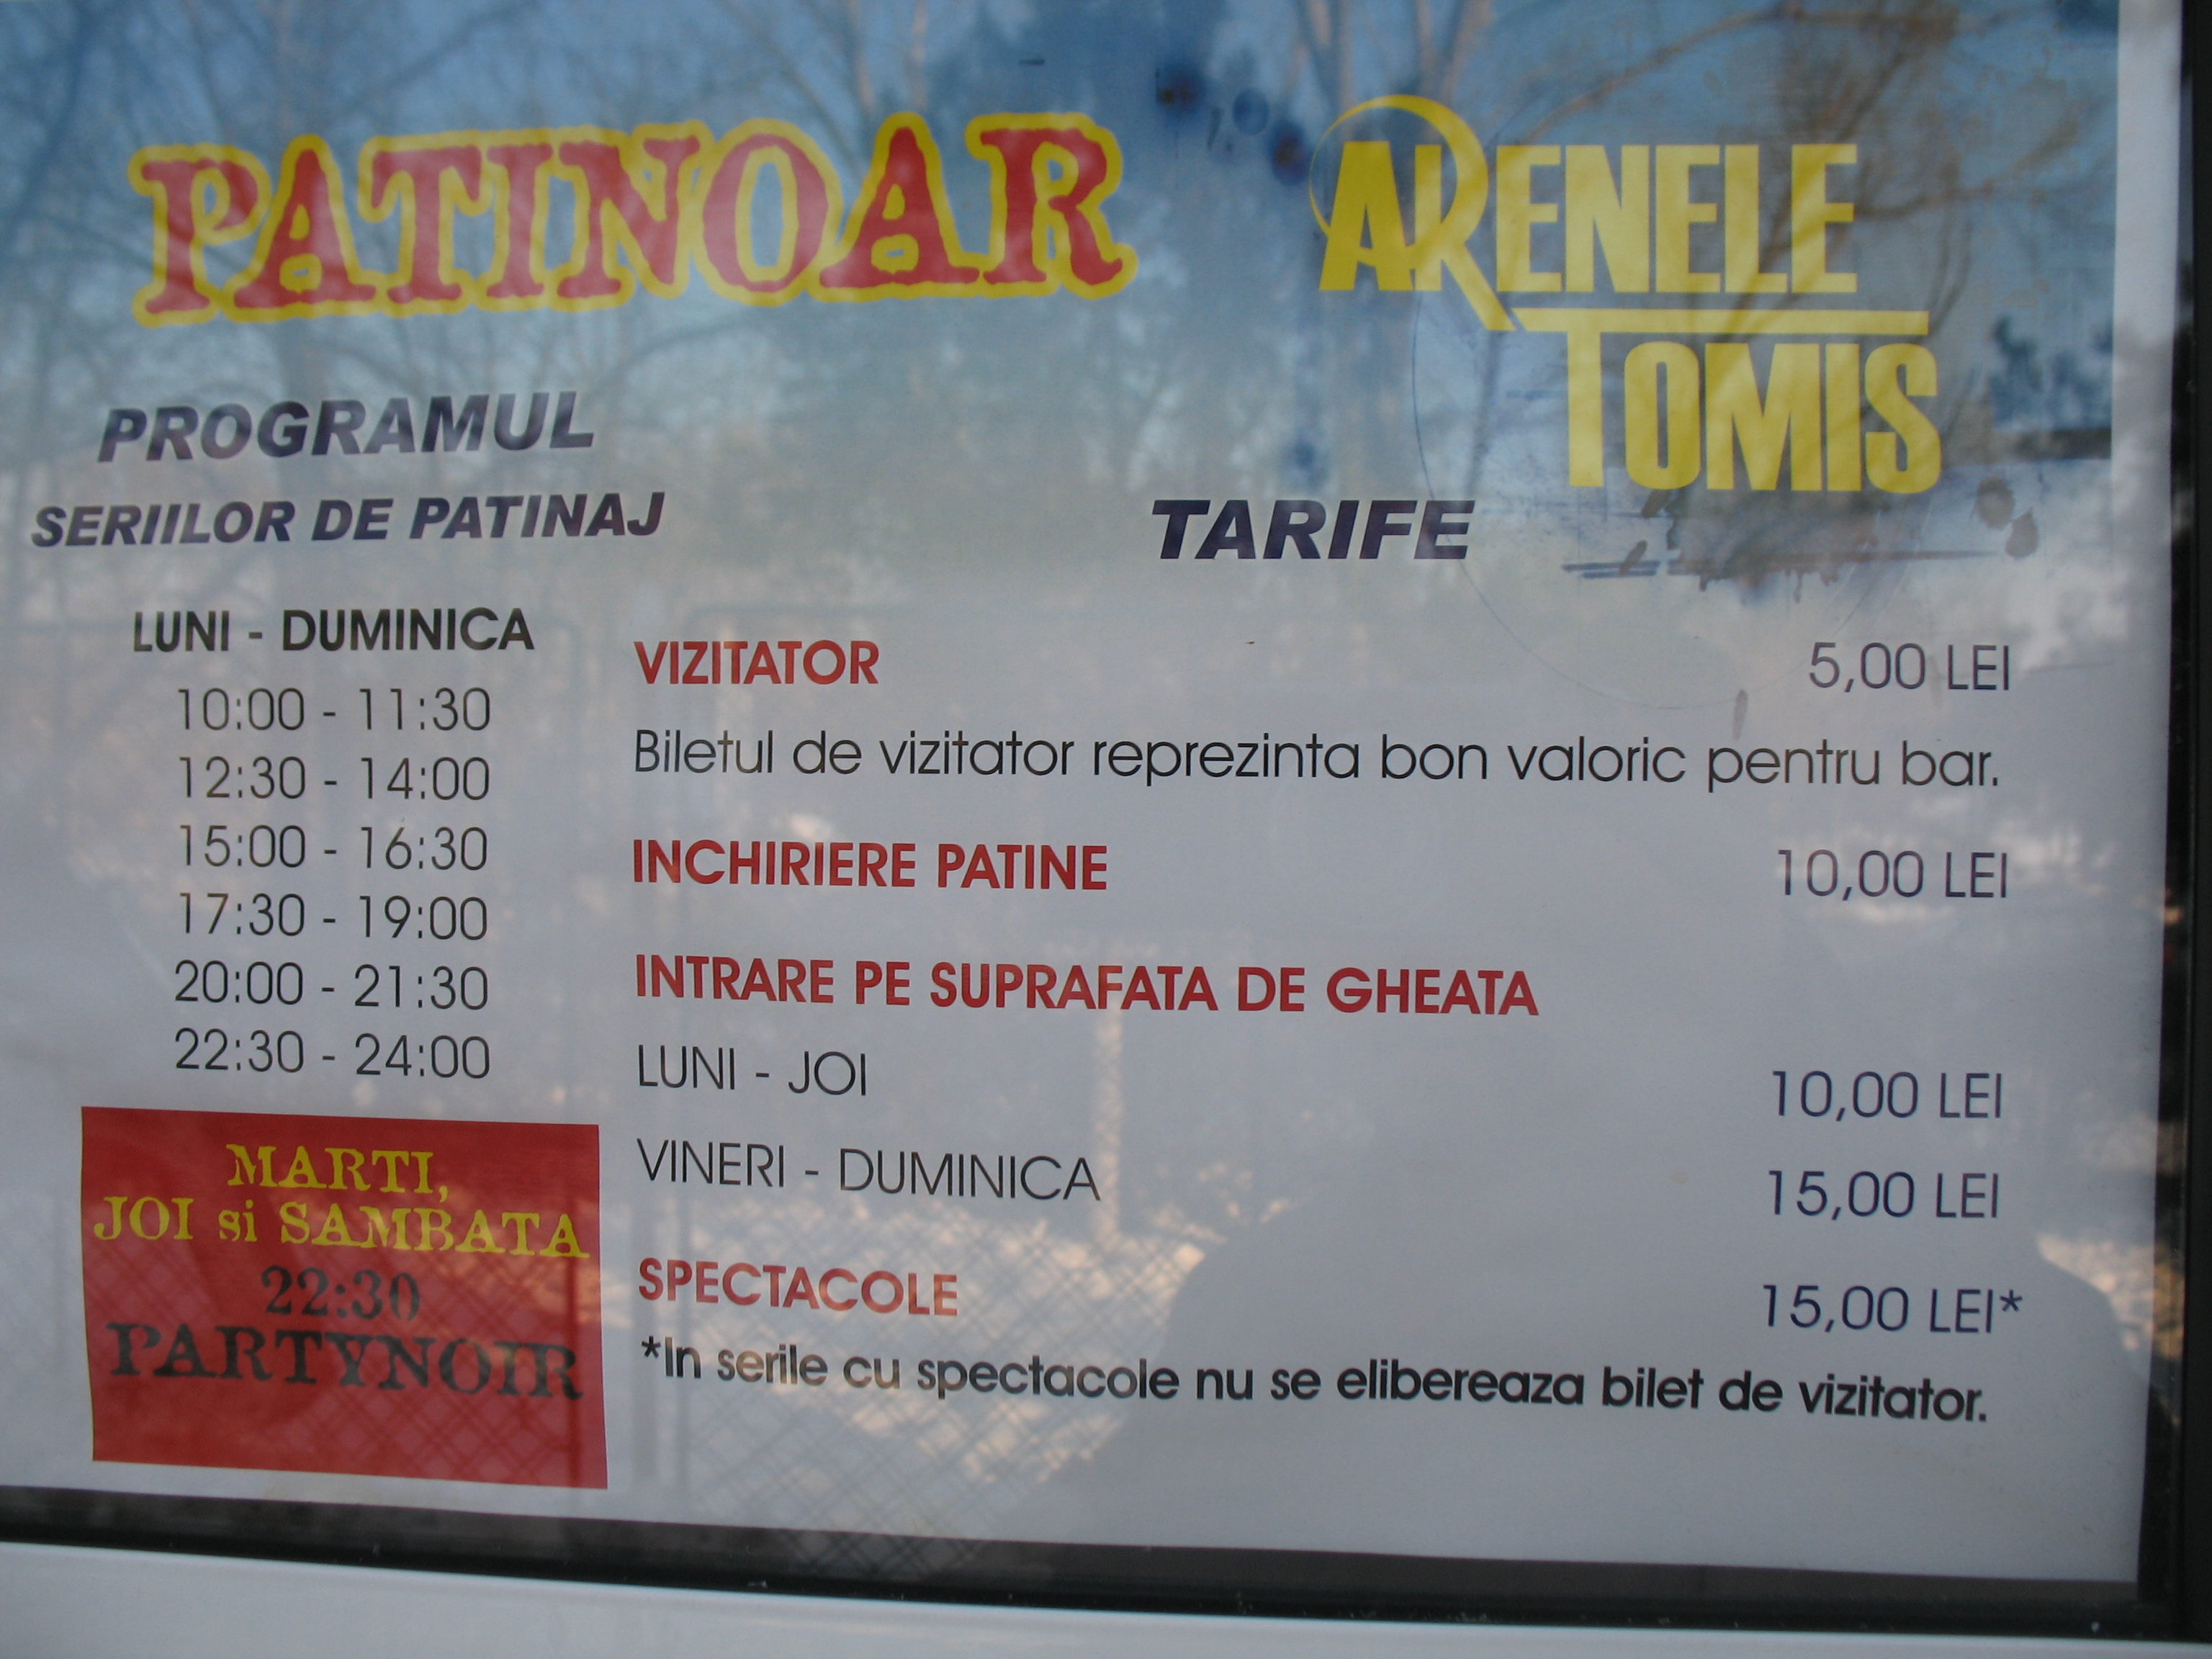 PATINOAR
ARENELE
TOMIS
PROGRAMUL
SERIILOR DE PATINAJ
LUNI - DUMINICA
10:00 - 11:30
12:30 - 14:00
15:00 - 16:30
17:30 - 19:00
20:00 - 21:30
22:30 - 24:00
MARTI,
JOI si SAMBATA
22:30
PARTYNOIR
TARIFE
VIZITATOR 5,00 LEI
Biletul de vizitator reprezinta bon valoric pentru bar.
INCHIRIERE PATINE 10,00 LEI
INTRARE PE SUPRAFATA DE GHEATA
LUNI - JOI 10,00 LEI
VINERI - DUMINICA 15,00 LEI
SPECTACOLE 15,00 LEI*
*In serile cu spectacole nu se elibereaza bilet de vizitator.